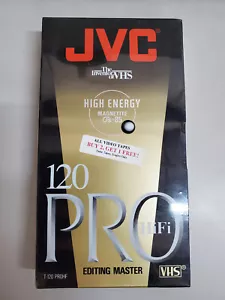 JVC
The
Inventor
of VHS
HIGH ENERGY
MAGNETITE
ALL VIDEO TAPES
BUY 2, GET 1 FREE!
120
PRO
HiFi
T-120 PROHF
EDITING MASTER
VHS